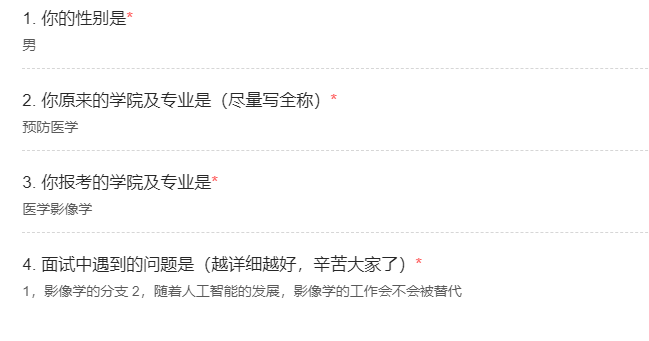 1. 你的性别是*
男
2. 你原来的学院及专业是（尽量写全称）*
预防医学
3. 你报考的学院及专业是*
医学影像学
4. 面试中遇到的问题是（越详细越好，辛苦大家了）*
1，影像学的分支 2，随着人工智能的发展，影像学的工作会不会被替代